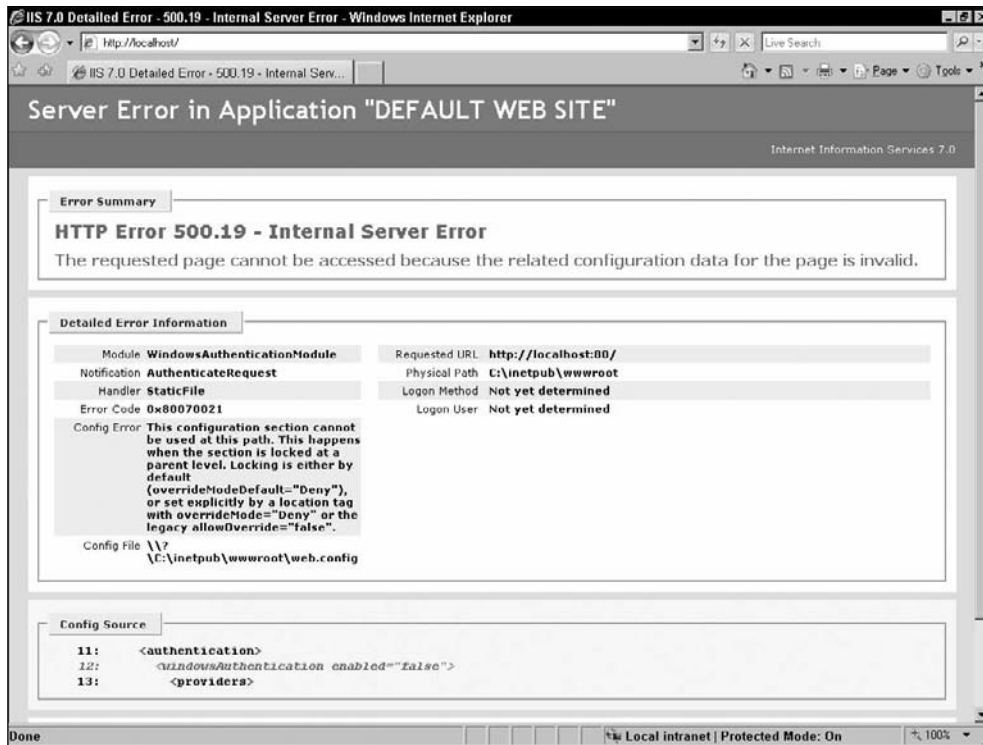 IIS 7.0 Detailed Error - 500.19 - Internal Server Error - Windows Internet Explorer
http://localhost/
Live Search
IIS 7.0 Detailed Error - 500.19 - Internal Serv...
Page
Tools
Server Error in Application "DEFAULT WEB SITE"
Internet Information Services 7.0
Error Summary
HTTP Error 500.19 - Internal Server Error
The requested page cannot be accessed because the related configuration data for the page is invalid.
Detailed Error Information
Module WindowsAuthenticationModule
Notification AuthenticateRequest
Handler StaticFile
Error Code 0x80070021
Config Error This configuration section cannot
be used at this path. This happens
when the section is locked at a
parent level. Locking is either by
default
(overrideModeDefault="Deny"),
or set explicitly by a location tag
with overrideMode="Deny" or the
legacy allowOverride="false".
Config File \\?
\C:\inetpub\wwwroot\web.config
Requested URL http://localhost:80/
Physical Path C:\inetpub\wwwroot
Logon Method Not yet determined
Logon User Not yet determined
Config Source
11: <authentication>
12: <windowsAuthentication enabled="false">
13: <providers>
Done
Local intranet | Protected Mode: On
100%